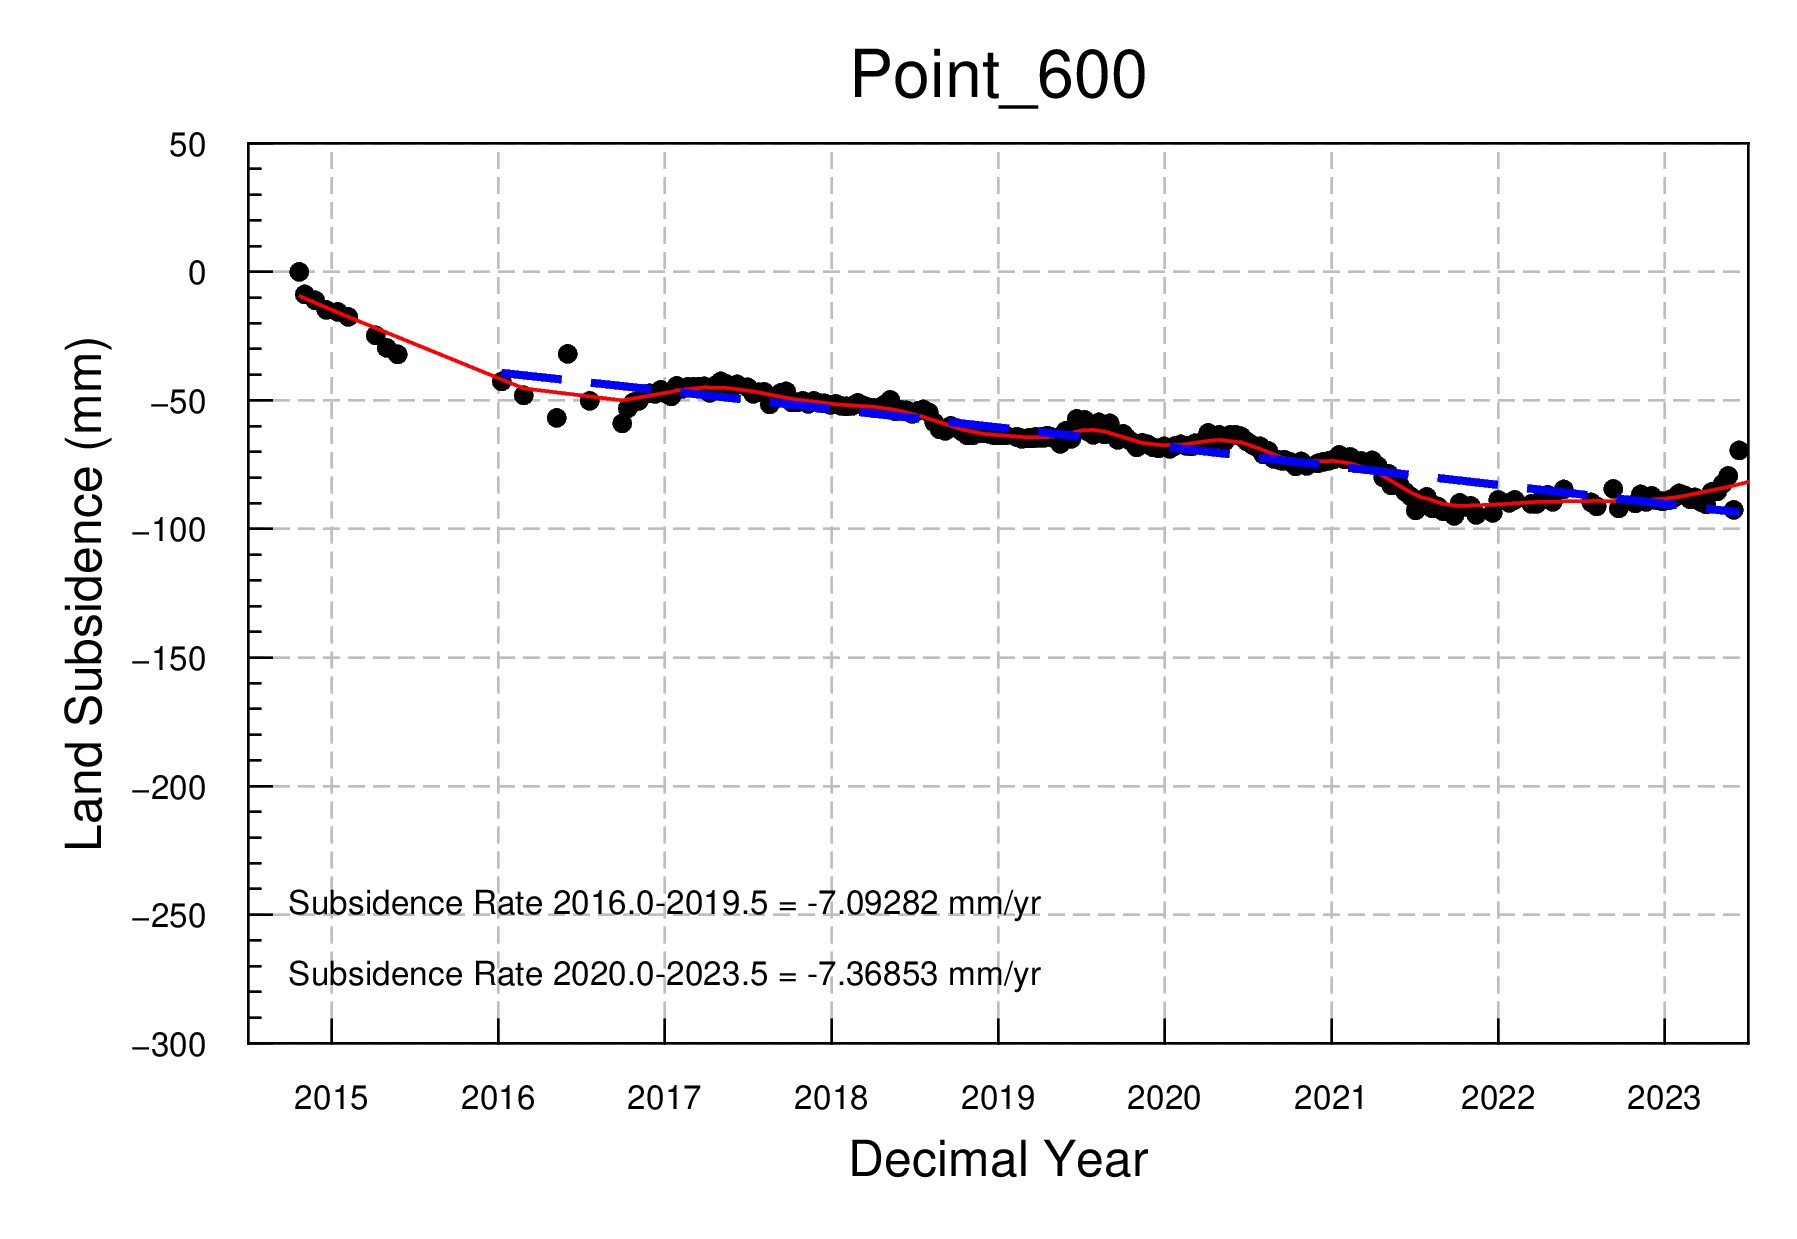 Point_600
50
0
−50
−100
−150
−200
−250
−300
Land Subsidence (mm)
Subsidence Rate 2016.0-2019.5 = -7.09282 mm/yr
Subsidence Rate 2020.0-2023.5 = -7.36853 mm/yr
2015 2016 2017 2018 2019 2020 2021 2022 2023
Decimal Year